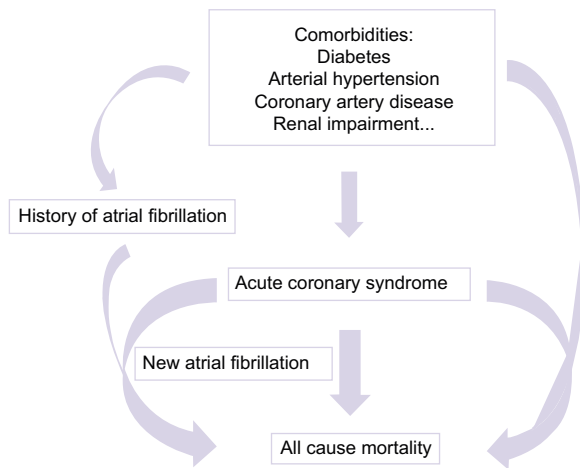 Comorbidities:
Diabetes
Arterial hypertension
Coronary artery disease
Renal impairment...
History of atrial fibrillation
Acute coronary syndrome
New atrial fibrillation
All cause mortality